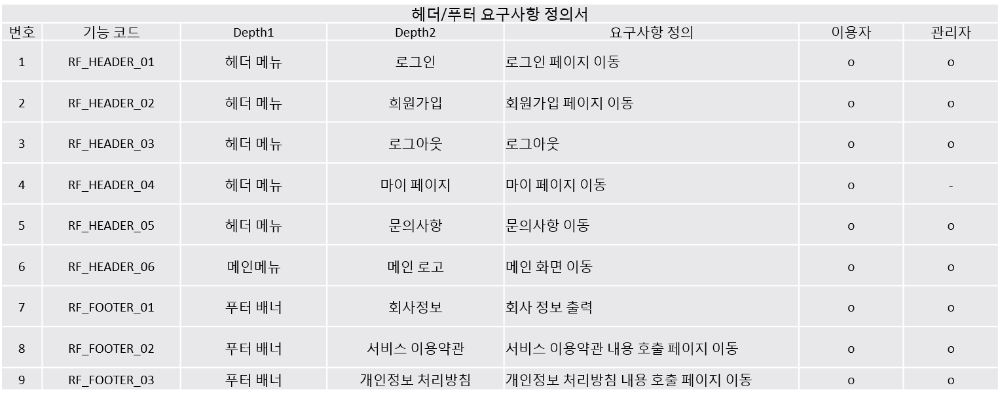 헤더/푸터 요구사항 정의서
번호 기능 코드 Depth1 Depth2 요구사항 정의 이용자 관리자
1 RF_HEADER_01 헤더 메뉴 로그인 로그인 페이지 이동 o o
2 RF_HEADER_02 헤더 메뉴 희원가입 회원가입 페이지 이동 o o
3 RF_HEADER_03 헤더 메뉴 로그아웃 로그아웃 o o
4 RF_HEADER_04 헤더 메뉴 마이 페이지 마이 페이지 이동 o -
5 RF_HEADER_05 헤더 메뉴 문의사항 문의사항 이동 o o
6 RF_HEADER_06 메인메뉴 메인 로고 메인 화면 이동 o o
7 RF_FOOTER_01 푸터 배너 회사정보 회사 정보 출력 o o
8 RF_FOOTER_02 푸터 배너 서비스 이용약관 서비스 이용약관 내용 호출 페이지 이동 o o
9 RF_FOOTER_03 푸터 배너 개인정보 처리방침 개인정보 처리방침 내용 호출 페이지 이동 o o